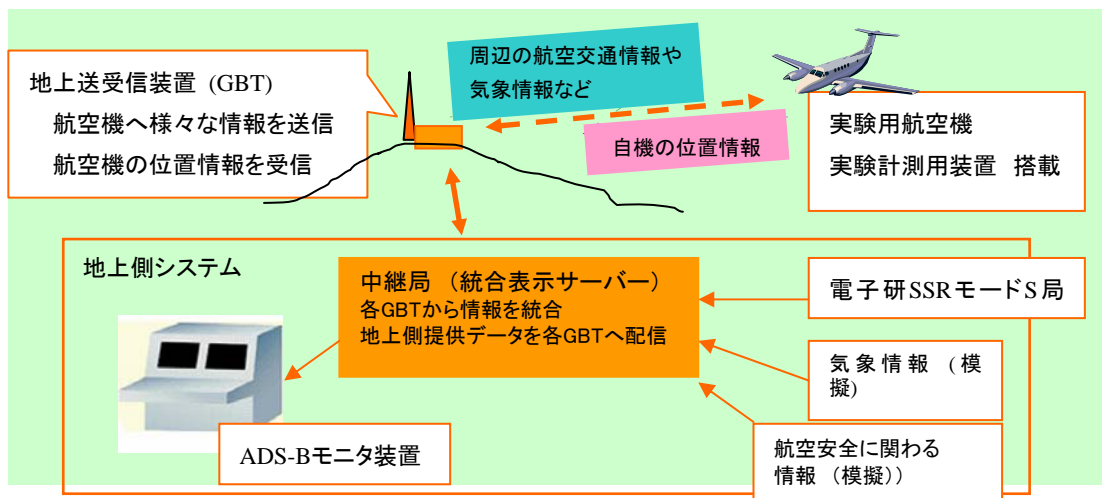 地上送受信装置 (GBT)
航空機へ様々な情報を送信
航空機の位置情報を受信
周辺の航空交通情報や
気象情報など
自機の位置情報
実験用航空機
実験計測用装置 搭載
地上側システム
中継局 （統合表示サーバー）
各GBTから情報を統合
地上側提供データを各GBTへ配信
電子研SSRモードS局
気象情報 (模
擬)
航空安全に関わる
情報 （模擬））
ADS-Bモニタ装置